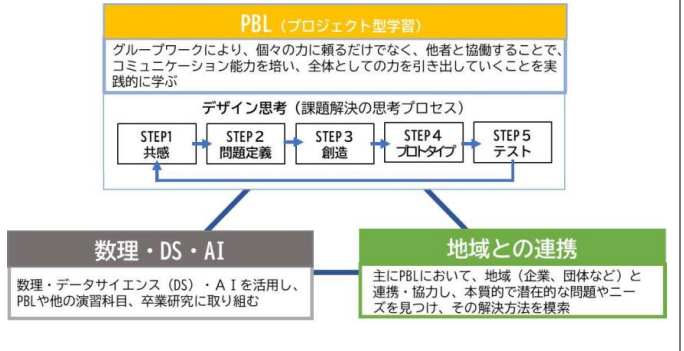 PBL（プロジェクト型学習）
グループワークにより、個々の力に頼るだけでなく、他者と協働することで、
コミュニケーション能力を培い、全体としての力を引き出していくことを実
践的に学ぶ
デザイン思考（課題解決の思考プロセス）
STEP1
共感
STEP2
問題定義
STEP3
創造
STEP4
プロトタイプ
STEP5
テスト
数理・DS・AI
数理・データサイエンス（DS）・ＡＩを活用し、
PBLや他の演習科目、卒業研究に取り組む
地域との連携
主にPBLにおいて、地域（企業、団体など）と
連携・協力し、本質的で潜在的な問題やニー
ズを見つけ、その解決方法を模索